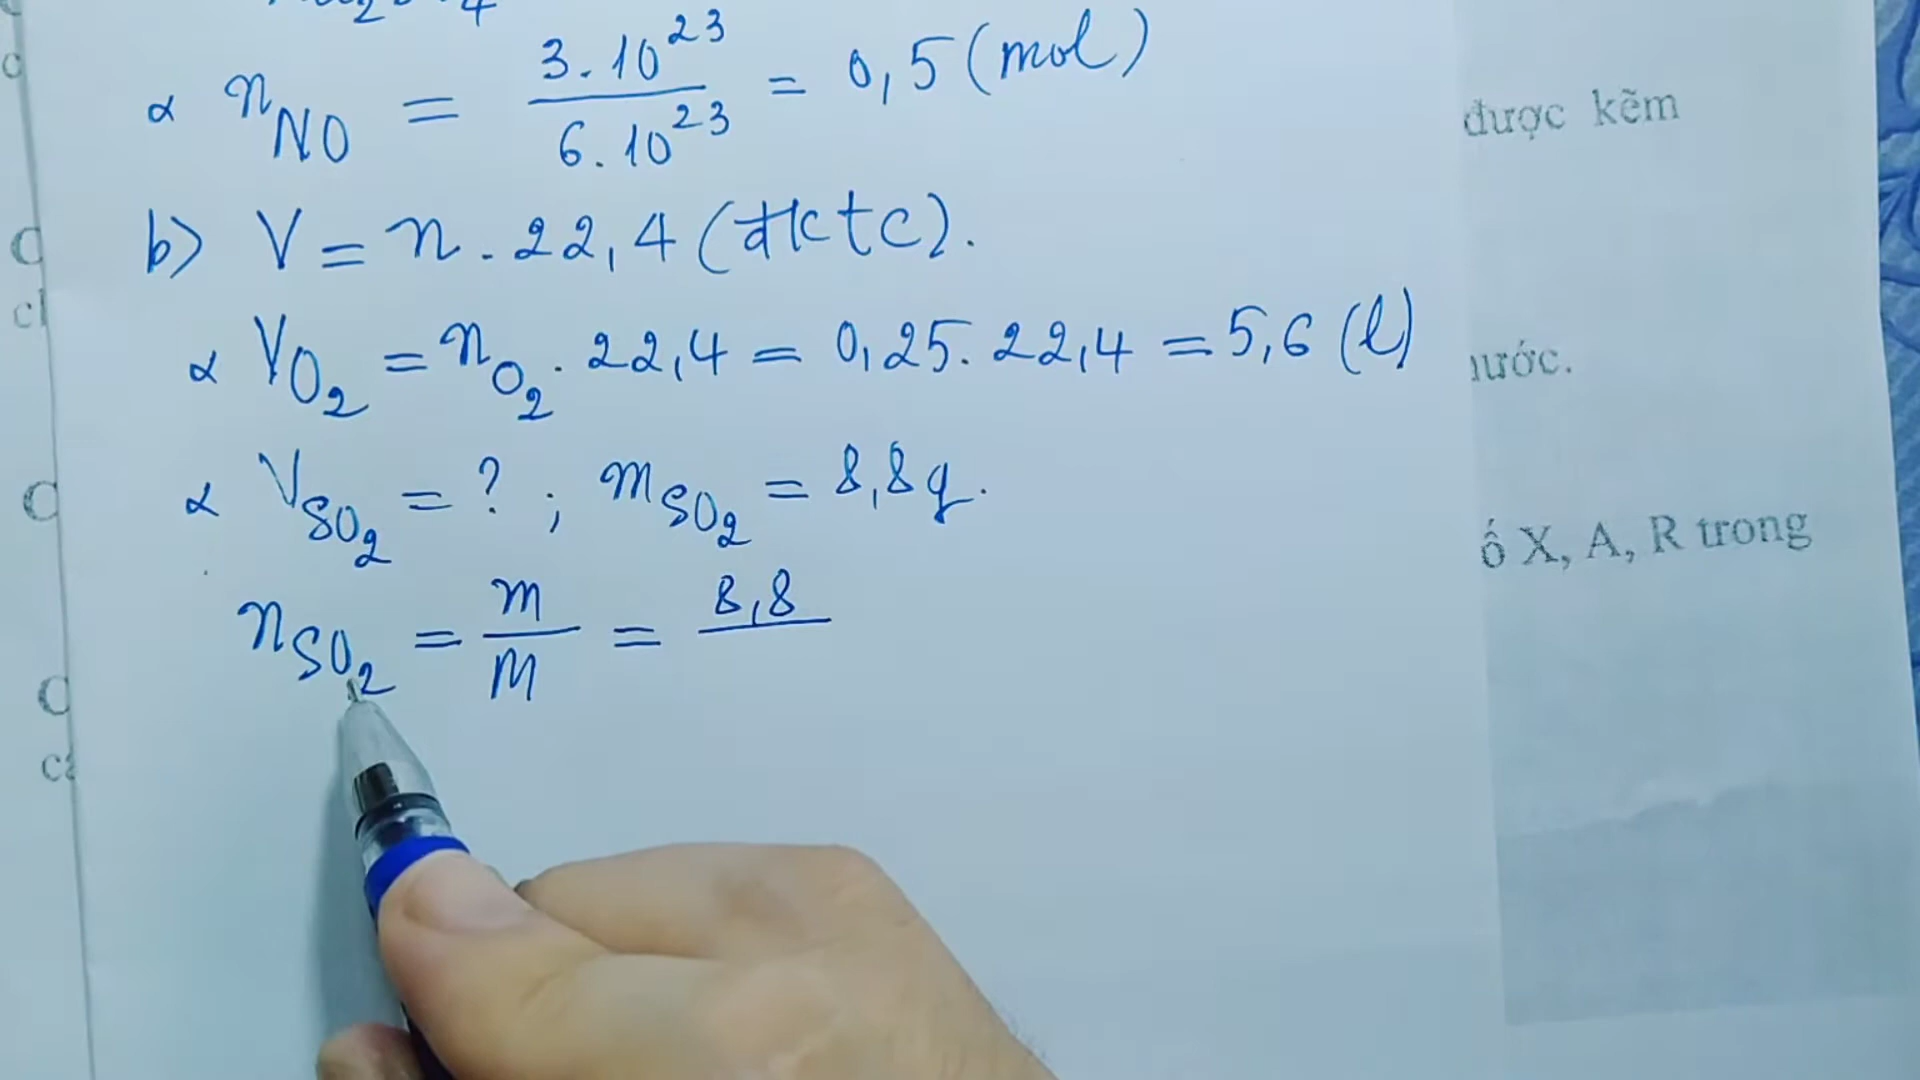 ∝ n_NO = 3.10^23 / 6.10^23 = 0,5 (mol)
được kẽm
b) V = n . 22,4 (đktc).
∝ V_O2 = n_O2 . 22,4 = 0,25 . 22,4 = 5,6 (l)
nước.
∝ V_SO2 = ? ; m_SO2 = 8,8g.
ố X, A, R trong
n_SO2 = m / M = 8,8